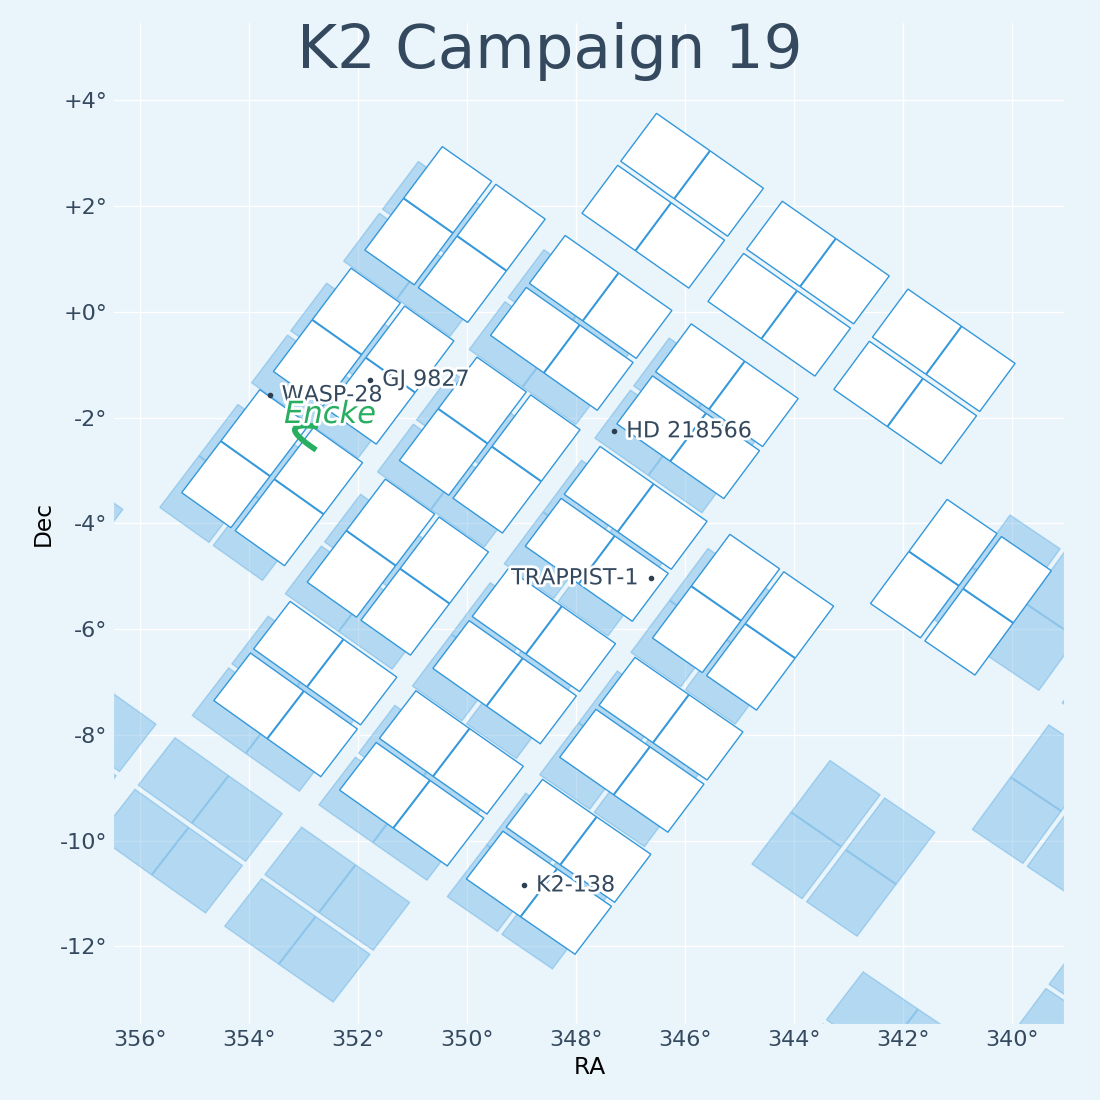 K2 Campaign 19
+4°
+2°
+0°
-2°
-4°
-6°
-8°
-10°
-12°
Dec
GJ 9827
WASP-28
Encke
HD 218566
TRAPPIST-1
K2-138
356° 354° 352° 350° 348° 346° 344° 342° 340°
RA